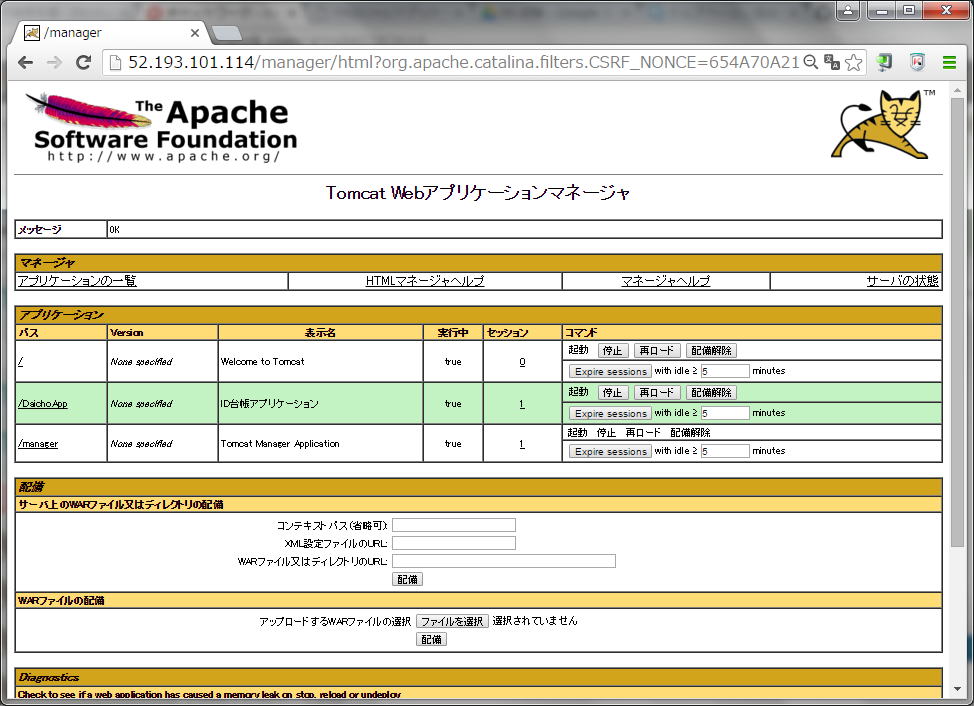 /manager
52.193.101.114/manager/html?org.apache.catalina.filters.CSRF_NONCE=654A70A21
The Apache
Software Foundation
http://www.apache.org/
TM
Tomcat Webアプリケーションマネージャ
メッセージ OK
マネージャ
アプリケーションの一覧 HTMLマネージャヘルプ マネージャヘルプ サーバの状態
アプリケーション
パス Version 表示名 実行中 セッション コマンド
/ None specified Welcome to Tomcat true 0 起動 停止 再ロード 配備解除
Expire sessions with idle ≥ 5 minutes
/DaichoApp None specified ID台帳アプリケーション true 1 起動 停止 再ロード 配備解除
Expire sessions with idle ≥ 5 minutes
/manager None specified Tomcat Manager Application true 1 起動 停止 再ロード 配備解除
Expire sessions with idle ≥ 5 minutes
配備
サーバ上のWARファイル又はディレクトリの配備
コンテキストパス(省略可):
XML設定ファイルのURL:
WARファイル又はディレクトリのURL:
配備
WARファイルの配備
アップロードするWARファイルの選択 ファイルを選択 選択されていません
配備
Diagnostics
Check to see if a web application has caused a memory leak on stop, reload or undeploy